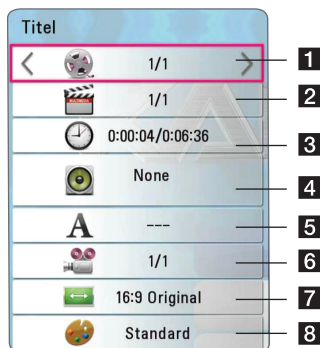 Titel
1/1 1
MULTIMEDIA 1/1 2
0:00:04/0:06:36 3
None 4
A --- 5
1/1 6
16:9 Original 7
Standard 8